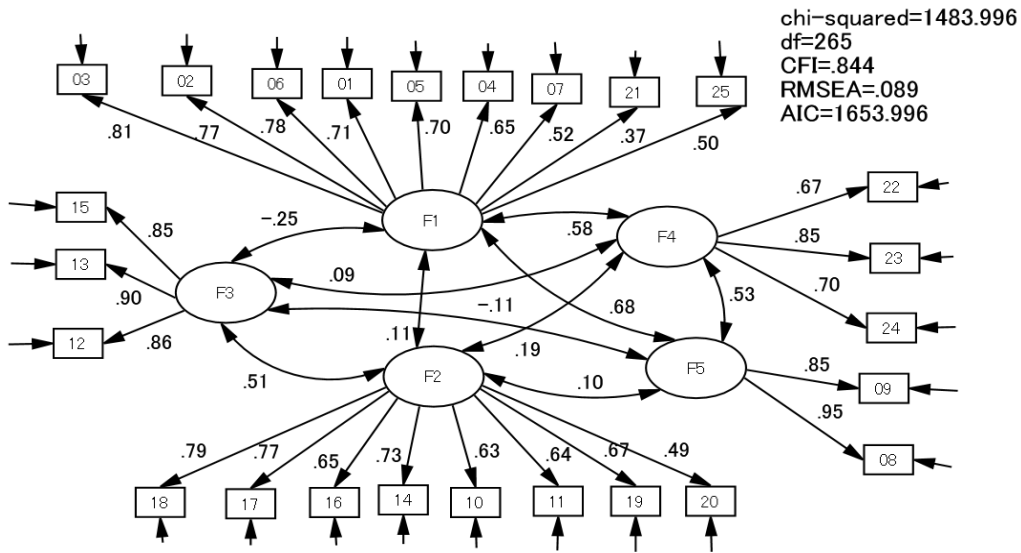 chi-squared=1483.996
df=265
CFI=.844
RMSEA=.089
AIC=1653.996
03 02 06 01 05 04 07 21 25
.81 .77 .78 .71 .70 .65 .52 .37 .50
22
.67
15
.85
-.25
F1
.58
F4
.85
23
13
.90
F3
.09
.70
12
.86
.11
-.11
.68
.53
24
.51
F2
.19
.10
F5
.85
09
.95
08
.79 .77 .65 .73 .63 .64 .67 .49
18 17 16 14 10 11 19 20